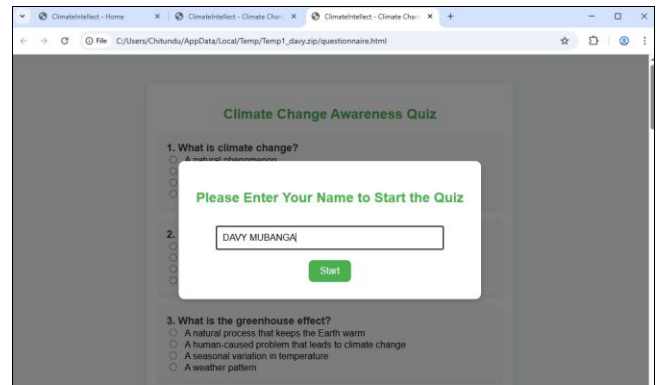 ClimateIntellect - Home
ClimateIntellect - Climate Chan
ClimateIntellect - Climate Chan
File
C:/Users/Chitundu/AppData/Local/Temp/Temp1_davy.zip/questionnaire.html
Climate Change Awareness Quiz
1. What is climate change?
A natural phenomenon
Please Enter Your Name to Start the Quiz
2.
DAVY MUBANGA
Start
3. What is the greenhouse effect?
A natural process that keeps the Earth warm
A human-caused problem that leads to climate change
A seasonal variation in temperature
A weather pattern